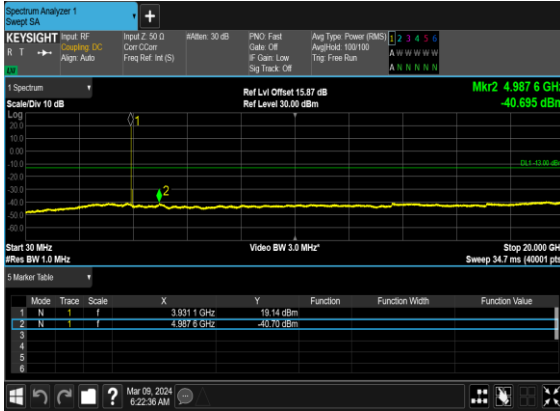 Spectrum Analyzer 1
Swept SA
+
KEYSIGHT
R T
Input: RF
Coupling: DC
Align: Auto
Input Z: 50 Ω
Corr CCorr
Freq Ref: Int (S)
#Atten: 30 dB
PNO: Fast
Gate: Off
IF Gain: Low
Sig Track: Off
Avg Type: Power (RMS)
Avg|Hold: 100/100
Trig: Free Run
1 2 3 4 5 6
A W W W W W
A N N N N N
1 Spectrum
Scale/Div 10 dB
Ref Lvl Offset 15.87 dB
Ref Level 30.00 dBm
Mkr2 4.987 6 GHz
-40.695 dBm
Log
20.0
10.0
0.00
-10.0
-20.0
-30.0
-40.0
-50.0
-60.0
1
2
DL1 -13.00 dBm
Start 30 MHz
#Res BW 1.0 MHz
Video BW 3.0 MHz*
Stop 20.000 GH
Sweep 34.7 ms (40001 pts
5 Marker Table
Mode Trace Scale X Y Function Function Width Function Value
1 N 1 f 3.931 1 GHz 19.14 dBm
2 N 1 f 4.987 6 GHz -40.70 dBm
3
4
5
6
?
Mar 09, 2024
6:22:36 AM